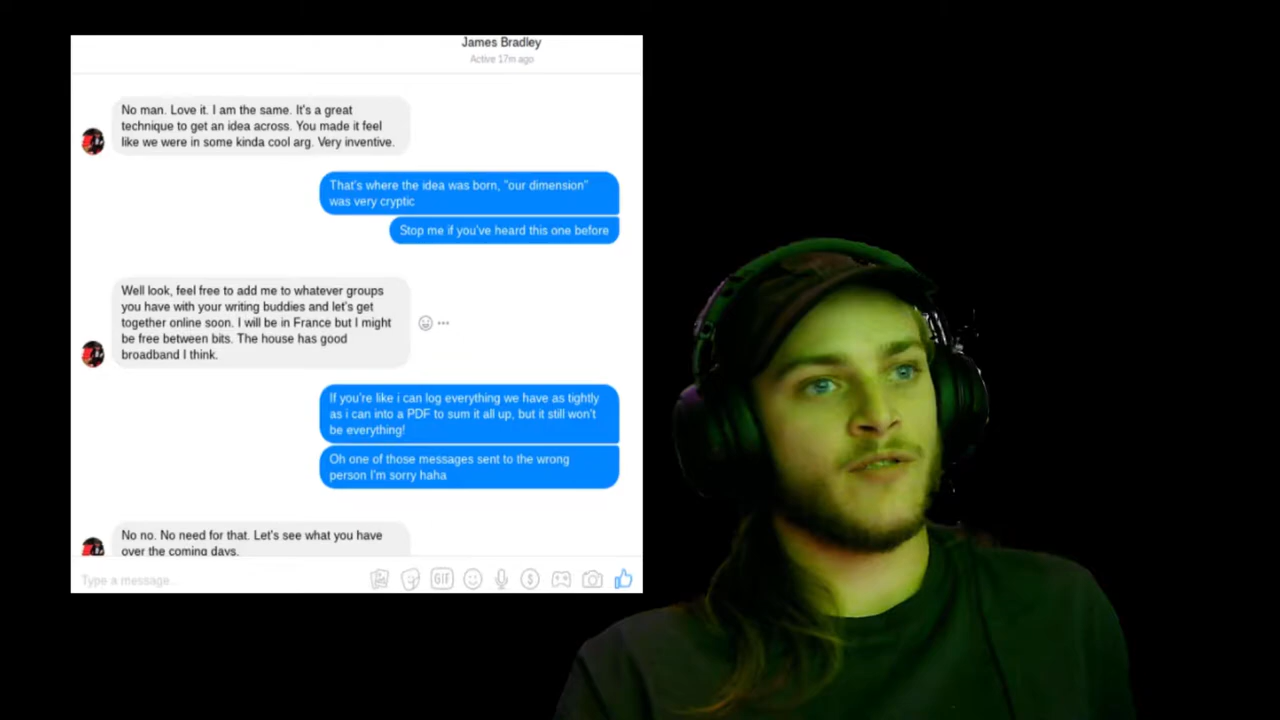 James Bradley
Active 17m ago
No man. Love it. I am the same. It's a great
technique to get an idea across. You made it feel
like we were in some kinda cool arg. Very inventive.
That's where the idea was born, "our dimension"
was very cryptic
Stop me if you've heard this one before
Well look, feel free to add me to whatever groups
you have with your writing buddies and let's get
together online soon. I will be in France but I might
be free between bits. The house has good
broadband I think.
If you're like i can log everything we have as tightly
as i can into a PDF to sum it all up, but it still won't
be everything!
Oh one of those messages sent to the wrong
person I'm sorry haha
No no. No need for that. Let's see what you have
over the coming days.
Type a message...
GIF